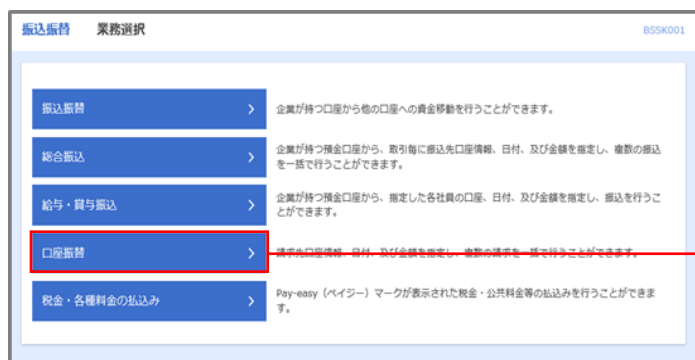 振込振替 業務選択 BSSK001
振込振替 企業が持つ口座から他の口座への資金移動を行うことができます。
総合振込 企業が持つ預金口座から、取引毎に振込先口座情報、日付、及び金額を指定し、複数の振込
を一括で行うことができます。
給与・賞与振込 企業が持つ預金口座から、指定した各社員の口座、日付、及び金額を指定し、振込を行うこ
とができます。
口座振替 請求先口座情報、日付、及び金額を指定し、複数の請求を一括で行うことができます。
税金・各種料金の払込み Pay-easy（ペイジー）マークが表示された税金・公共料金等の払込みを行うことができま
す。